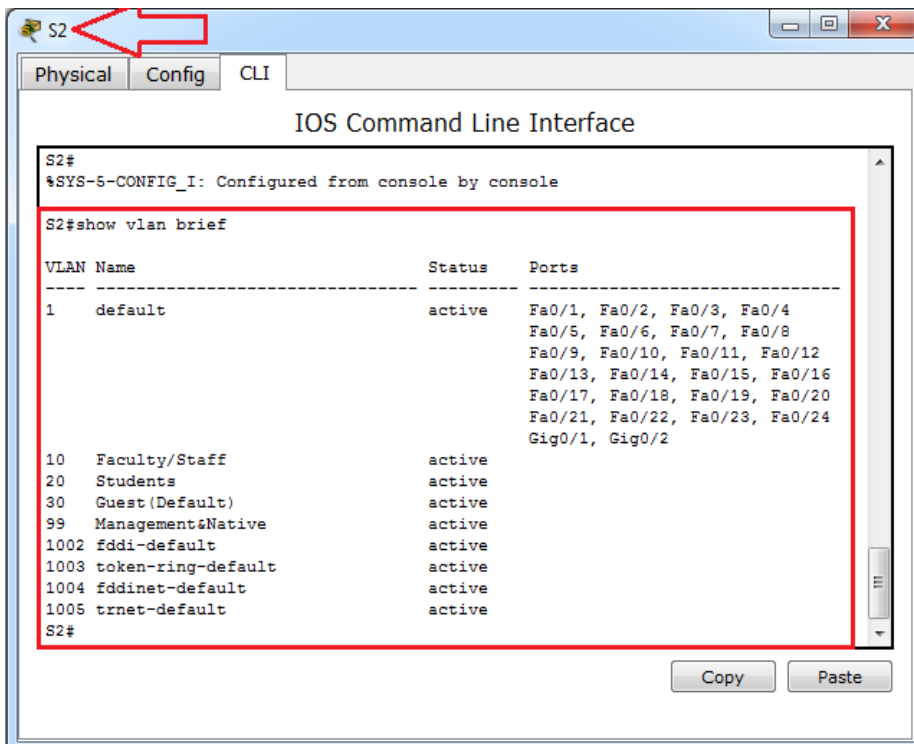 S2
Physical Config CLI
IOS Command Line Interface
S2#
%SYS-5-CONFIG_I: Configured from console by console
S2#show vlan brief
VLAN Name Status Ports
---- -------------------------------- --------- -------------------------------
1 default active Fa0/1, Fa0/2, Fa0/3, Fa0/4
Fa0/5, Fa0/6, Fa0/7, Fa0/8
Fa0/9, Fa0/10, Fa0/11, Fa0/12
Fa0/13, Fa0/14, Fa0/15, Fa0/16
Fa0/17, Fa0/18, Fa0/19, Fa0/20
Fa0/21, Fa0/22, Fa0/23, Fa0/24
Gig0/1, Gig0/2
10 Faculty/Staff active
20 Students active
30 Guest(Default) active
99 Management&Native active
1002 fddi-default active
1003 token-ring-default active
1004 fddinet-default active
1005 trnet-default active
S2#
Copy Paste